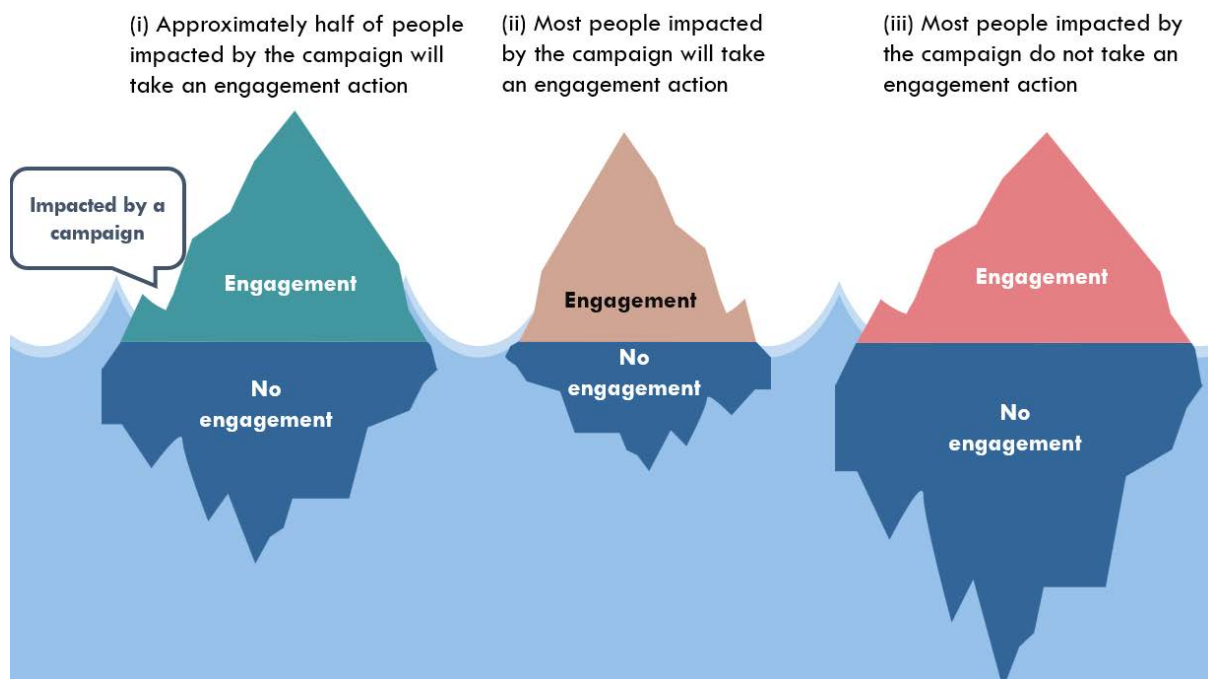 (i) Approximately half of people
impacted by the campaign will
take an engagement action
(ii) Most people impacted
by the campaign will take
an engagement action
(iii) Most people impacted by
the campaign do not take an
engagement action
Impacted by a
campaign
Engagement
No
engagement
Engagement
No
engagement
Engagement
No
engagement